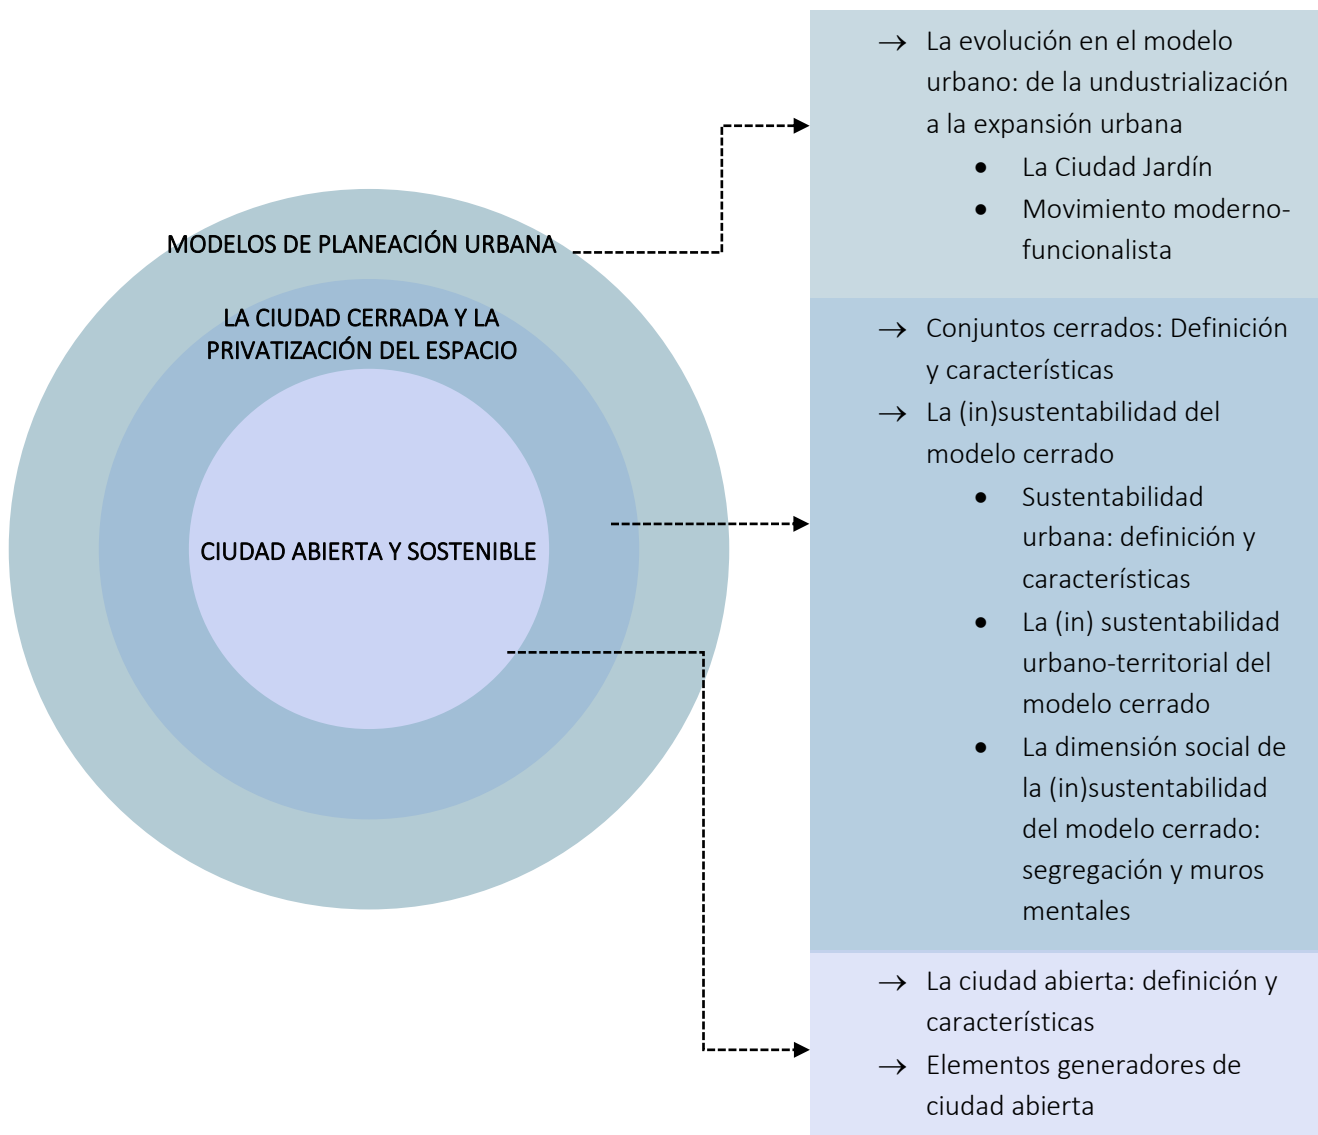 MODELOS DE PLANEACIÓN URBANA
LA CIUDAD CERRADA Y LA
PRIVATIZACIÓN DEL ESPACIO
CIUDAD ABIERTA Y SOSTENIBLE
→ La evolución en el modelo
urbano: de la undustrialización
a la expansión urbana
• La Ciudad Jardín
• Movimiento moderno-
funcionalista
→ Conjuntos cerrados: Definición
y características
→ La (in)sustentabilidad del
modelo cerrado
• Sustentabilidad
urbana: definición y
características
• La (in) sustentabilidad
urbano-territorial del
modelo cerrado
• La dimensión social de
la (in)sustentabilidad
del modelo cerrado:
segregación y muros
mentales
→ La ciudad abierta: definición y
características
→ Elementos generadores de
ciudad abierta